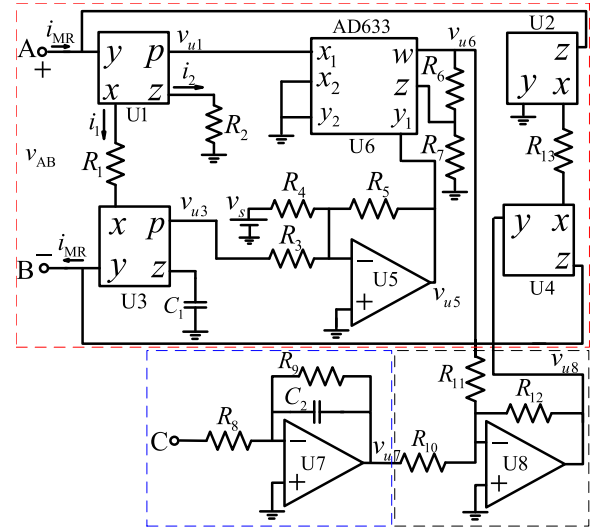 A
+
i_MR
y
p
x
z
U1
v_u1
i_2
R_2
AD633
x_1
x_2
y_2
w
z
y_1
U6
v_u6
R_6
R_7
U2
z
y
x
R_13
i_1
R_1
v_AB
v_s
R_4
R_5
R_3
x
p
y
z
U3
v_u3
B
−
i_MR
C_1
−
+
U5
v_u5
y
x
z
U4
C
R_8
R_9
C_2
−
+
U7
v_u7
R_10
R_11
R_12
v_u8
−
+
U8